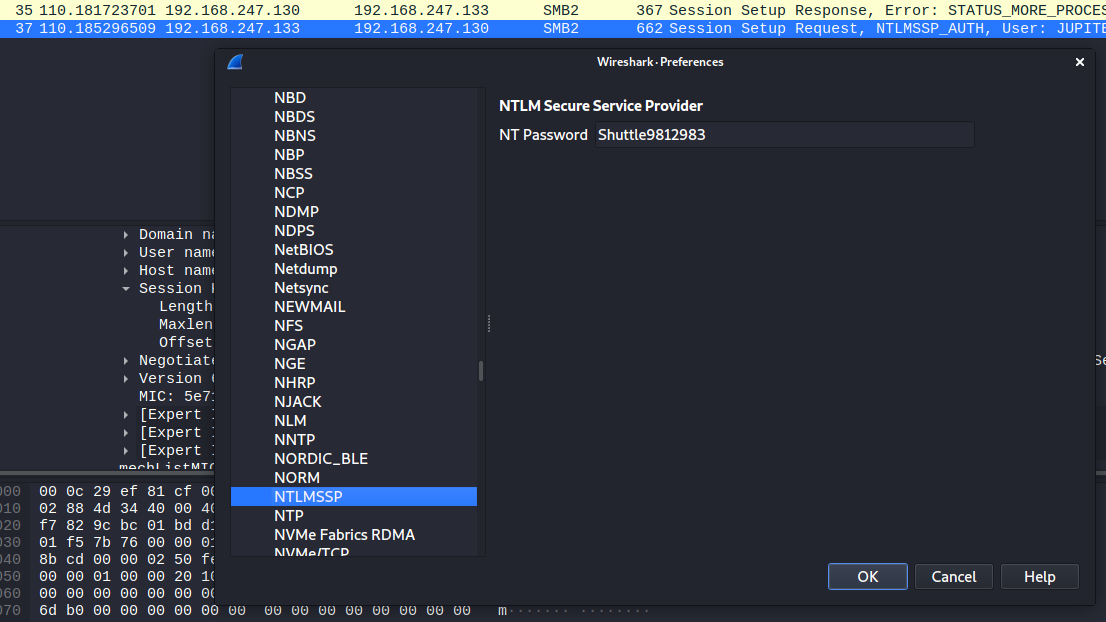 35 110.181723701 192.168.247.130 192.168.247.133 SMB2 367 Session Setup Response, Error: STATUS_MORE_PROCES
37 110.185296509 192.168.247.133 192.168.247.130 SMB2 662 Session Setup Request, NTLMSSP_AUTH, User: JUPITE
Wireshark · Preferences
NBD
NBDS
NBNS
NBP
NBSS
NCP
NDMP
NDPS
NetBIOS
Netdump
Netsync
NEWMAIL
NFS
NGAP
NGE
NHRP
NJACK
NLM
NNTP
NORDIC_BLE
NORM
NTLMSSP
NTP
NVMe Fabrics RDMA
NVMe/TCP
NTLM Secure Service Provider
NT Password Shuttle9812983
OK Cancel Help
Domain na
User name
Host name
Session
Length
Maxlen
Offset
Negotiate
Version 6
MIC: 5e71
[Expert I
[Expert I
[Expert I
mechListMIC
Se
000 00 0c 29 ef 81 cf 00
010 02 88 4d 34 40 00 40
020 f7 82 9c bc 01 bd d1
030 01 f5 7b 76 00 00 01
040 8b cd 00 00 02 50 fe
050 00 00 01 00 00 20 10
060 00 00 00 00 00 00 00
070 6d b0 00 00 00 00 00 00 00 00 00 00 00 00 00 00 m······· ········